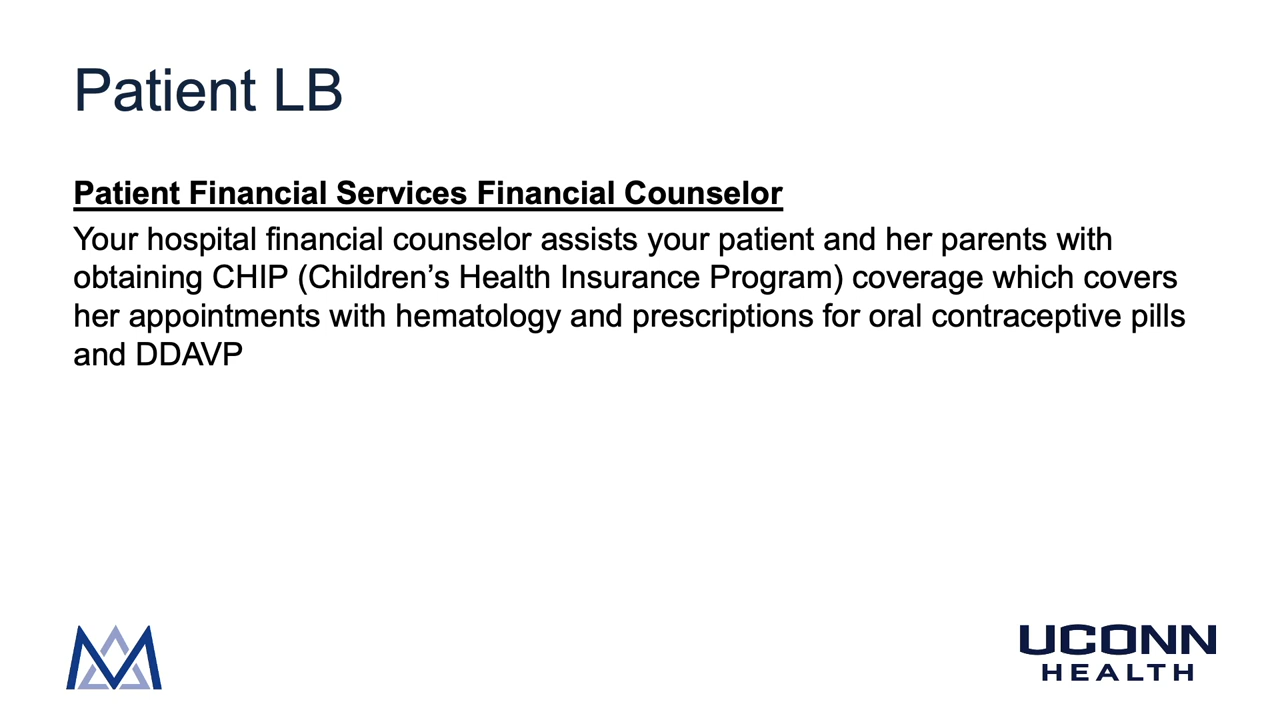 Patient LB
Patient Financial Services Financial Counselor
Your hospital financial counselor assists your patient and her parents with
obtaining CHIP (Children’s Health Insurance Program) coverage which covers
her appointments with hematology and prescriptions for oral contraceptive pills
and DDAVP
UCONN
HEALTH